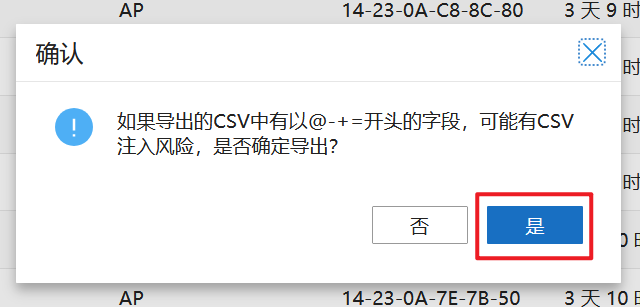 AP 14-23-0A-C8-8C-80 3 天 9 时
确认
时
如果导出的CSV中有以@-+=开头的字段，可能有CSV
时
注入风险，是否确定导出?
时
否 是
0 时
AP 14-23-0A-7E-7B-50 3 天 10 时